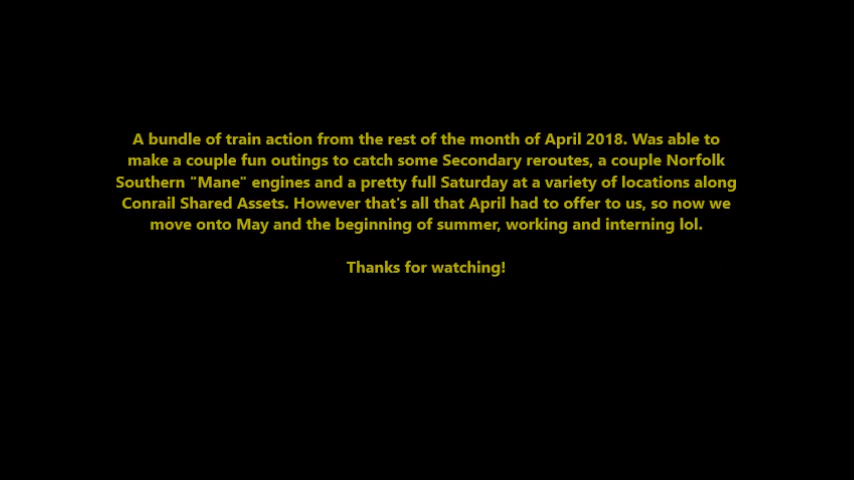 A bundle of train action from the rest of the month of April 2018. Was able to
make a couple fun outings to catch some Secondary reroutes, a couple Norfolk
Southern "Mane" engines and a pretty full Saturday at a variety of locations along
Conrail Shared Assets. However that's all that April had to offer to us, so now we
move onto May and the beginning of summer, working and interning lol.
Thanks for watching!